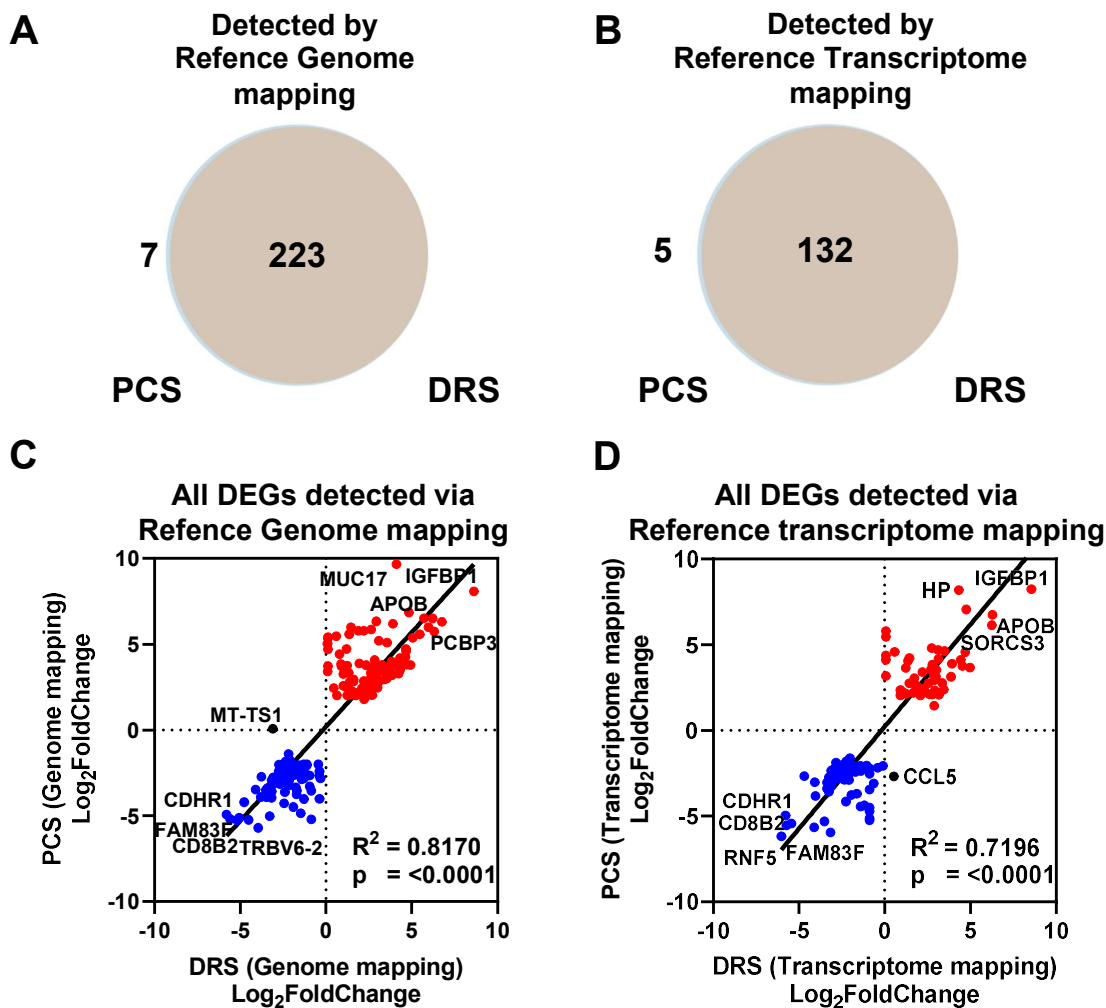 A
Detected by
Refence Genome
mapping
7
223
PCS
DRS
B
Detected by
Reference Transcriptome
mapping
5
132
PCS
DRS
C
All DEGs detected via
Refence Genome mapping
PCS (Genome mapping)
Log2FoldChange
10
5
0
-5
-10
MUC17
IGFBP1
APOB
PCBP3
MT-TS1
CDHR1
FAM83F
CD8B2
TRBV6-2
R2 = 0.8170
p = <0.0001
-10
-5
0
5
10
DRS (Genome mapping)
Log2FoldChange
D
All DEGs detected via
Reference transcriptome mapping
PCS (Transcriptome mapping)
Log2FoldChange
10
5
0
-5
-10
HP
IGFBP1
APOB
SORCS3
CCL5
CDHR1
CD8B2
RNF5
FAM83F
R2 = 0.7196
p = <0.0001
-10
-5
0
5
10
DRS (Transcriptome mapping)
Log2FoldChange